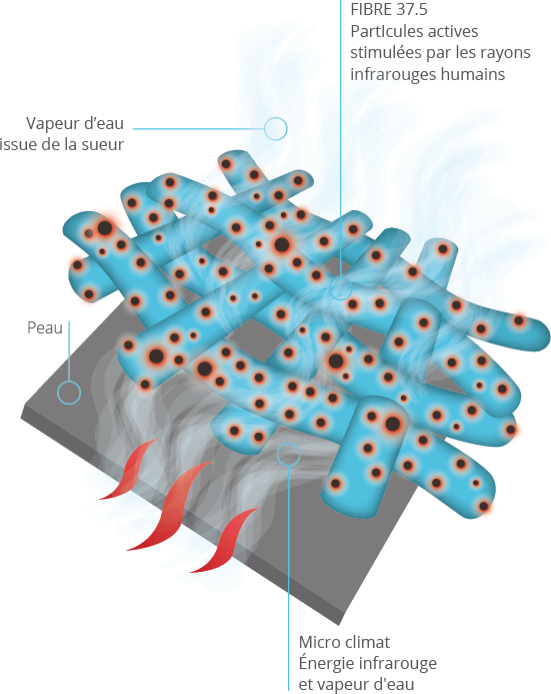 FIBRE 37.5
PartIcules actives
stimulées par les rayons
infrarouges humains
Vapeur d’eau
issue de la sueur
Peau
Micro climat
Énergie infrarouge
et vapeur d'eau